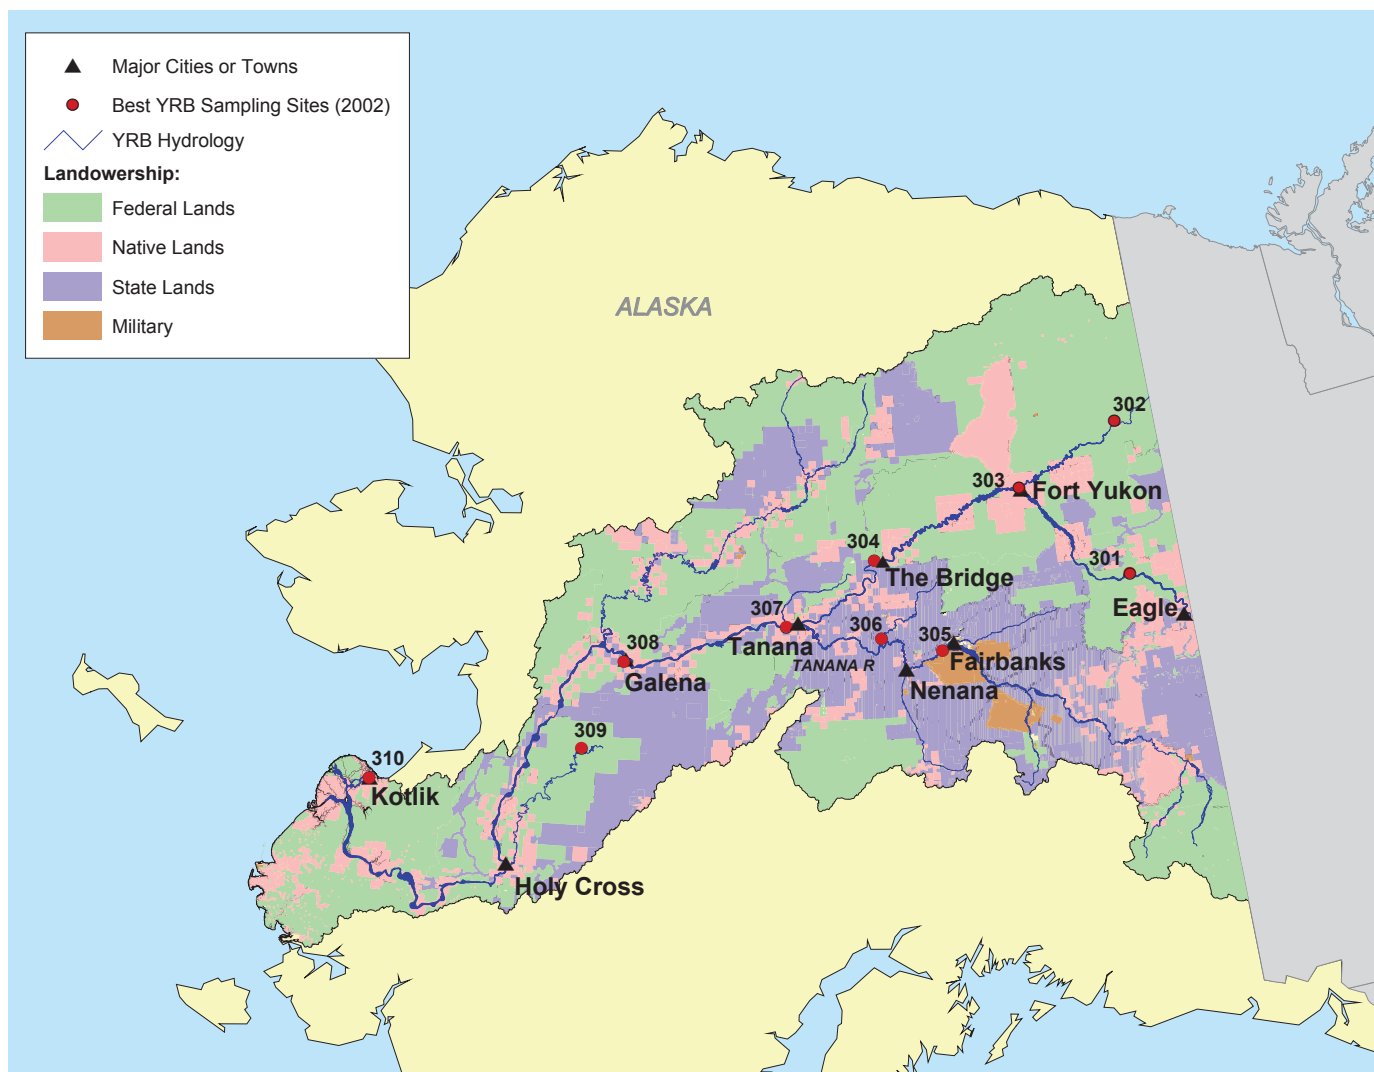 Major Cities or Towns
Best YRB Sampling Sites (2002)
YRB Hydrology
Landowership:
Federal Lands
Native Lands
State Lands
Military
ALASKA
302
303
Fort Yukon
304
The Bridge
301
Eagle
307
Tanana
306
TANANA R
305
Fairbanks
Nenana
308
Galena
309
310
Kotlik
Holy Cross